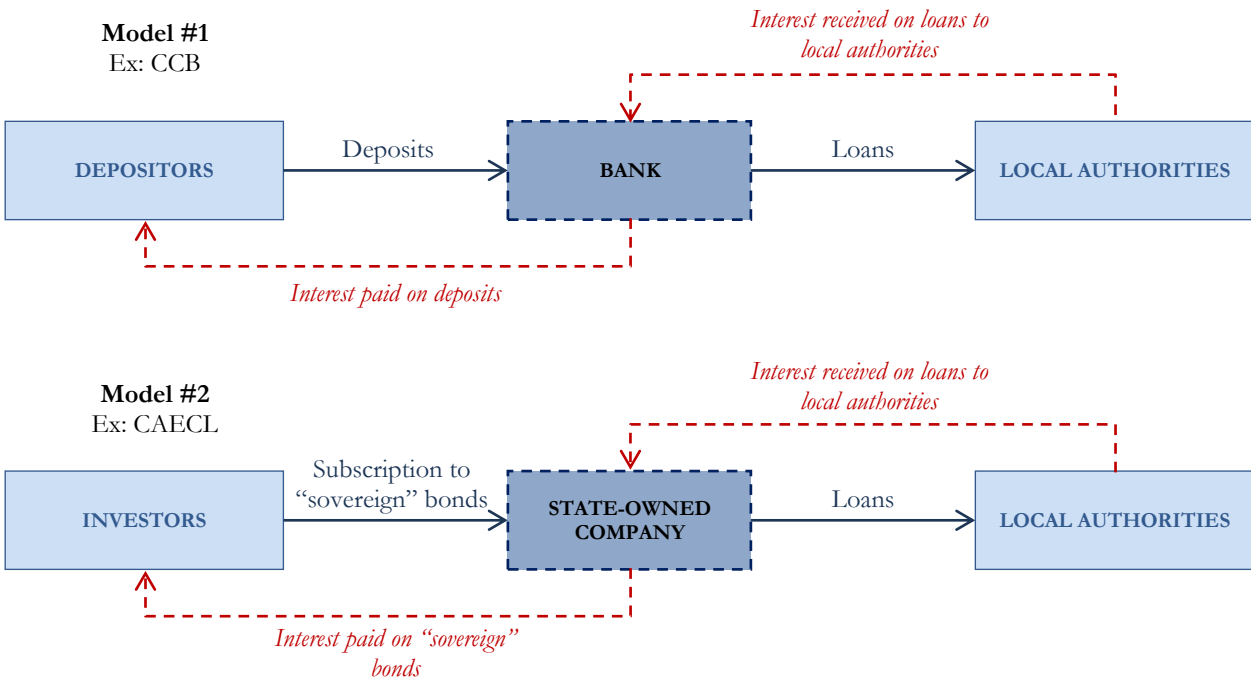 Model #1
Ex: CCB
Interest received on loans to
local authorities
DEPOSITORS
Deposits
BANK
Loans
LOCAL AUTHORITIES
Interest paid on deposits
Model #2
Ex: CAECL
Interest received on loans to
local authorities
INVESTORS
Subscription to
“sovereign” bonds
STATE-OWNED
COMPANY
Loans
LOCAL AUTHORITIES
Interest paid on “sovereign”
bonds